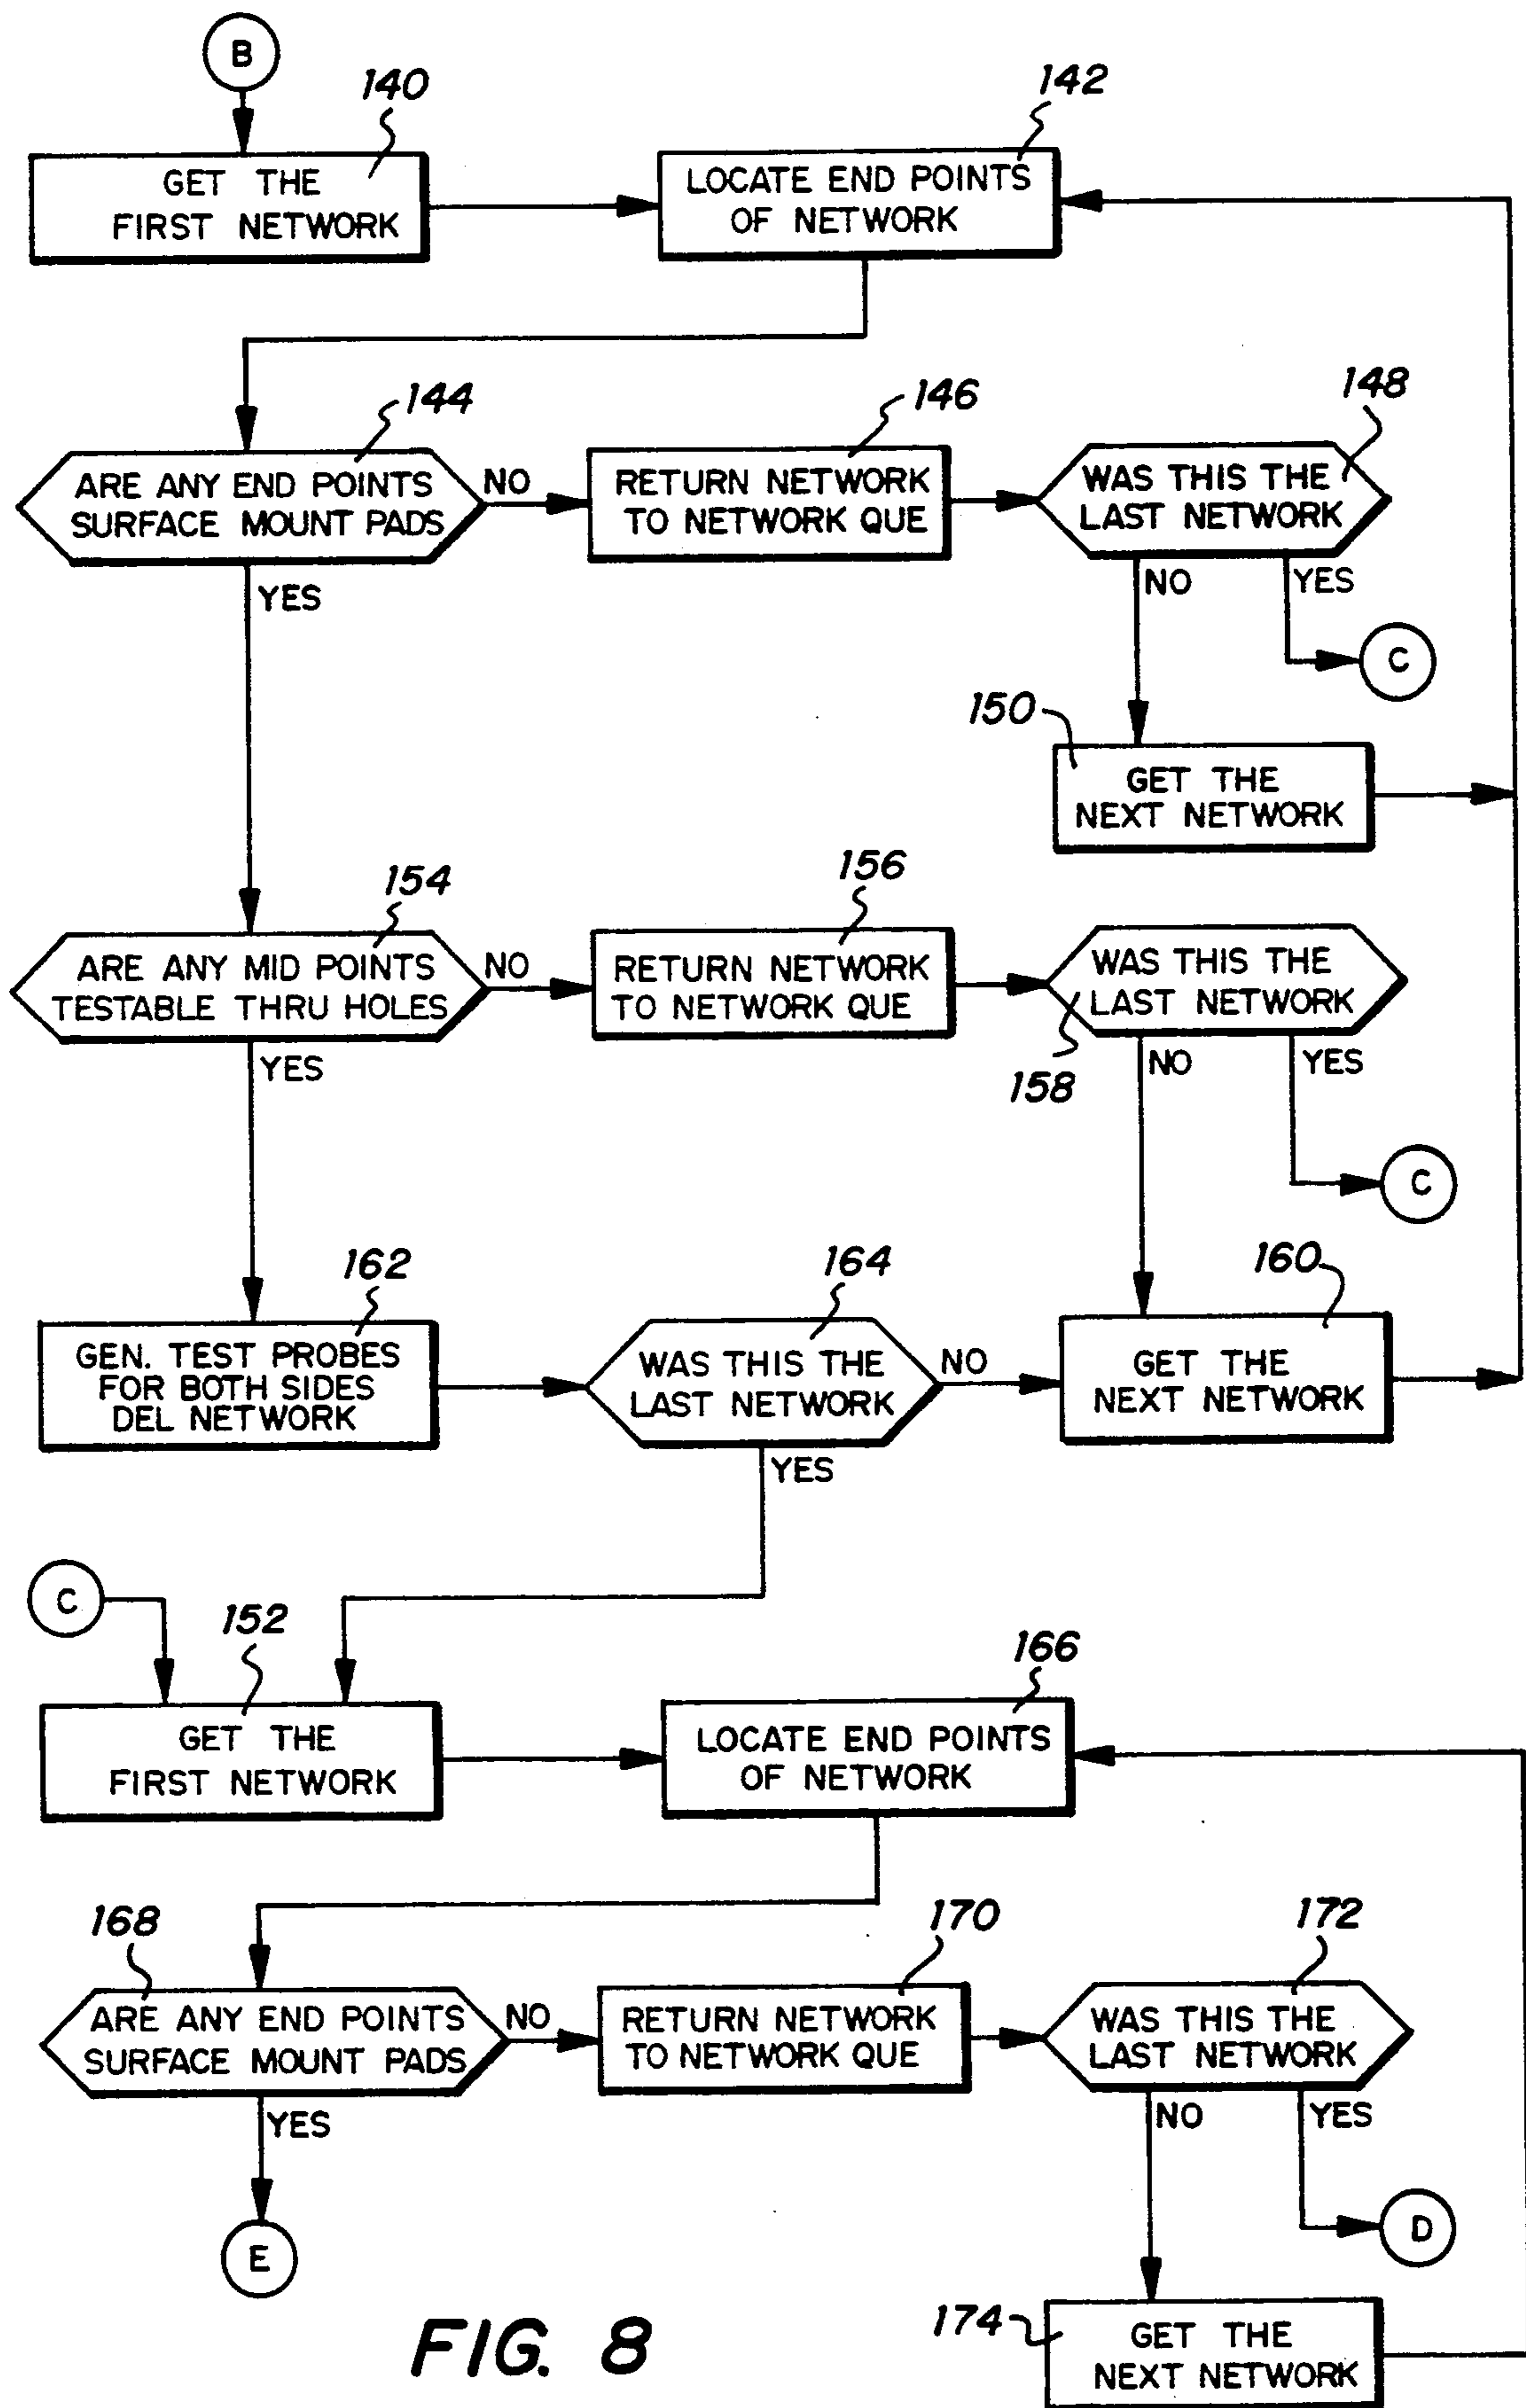 B
140
142
GET THE
FIRST NETWORK
LOCATE END POINTS
OF NETWORK
144
146
148
ARE ANY END POINTS
SURFACE MOUNT PADS
NO
RETURN NETWORK
TO NETWORK QUE
WAS THIS THE
LAST NETWORK
YES
NO
YES
C
150
GET THE
NEXT NETWORK
154
156
ARE ANY MID POINTS
TESTABLE THRU HOLES
NO
RETURN NETWORK
TO NETWORK QUE
WAS THIS THE
LAST NETWORK
158
YES
NO
YES
C
162
164
160
GEN. TEST PROBES
FOR BOTH SIDES
DEL NETWORK
WAS THIS THE
LAST NETWORK
NO
GET THE
NEXT NETWORK
YES
C
152
166
GET THE
FIRST NETWORK
LOCATE END POINTS
OF NETWORK
168
170
172
ARE ANY END POINTS
SURFACE MOUNT PADS
NO
RETURN NETWORK
TO NETWORK QUE
WAS THIS THE
LAST NETWORK
YES
NO
YES
D
E
174
GET THE
NEXT NETWORK
FIG. 8